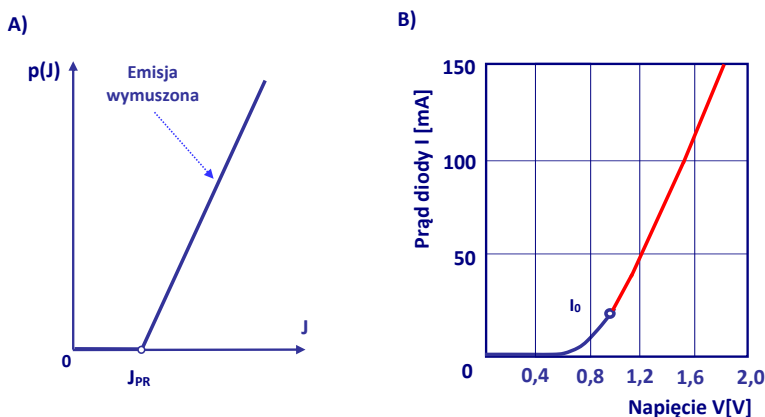 A)
p(J)
Emisja
wymuszona
J
0
J_PR
B)
Prąd diody I [mA]
150
100
50
0
I₀
0,4 0,8 1,2 1,6 2,0
Napięcie V[V]